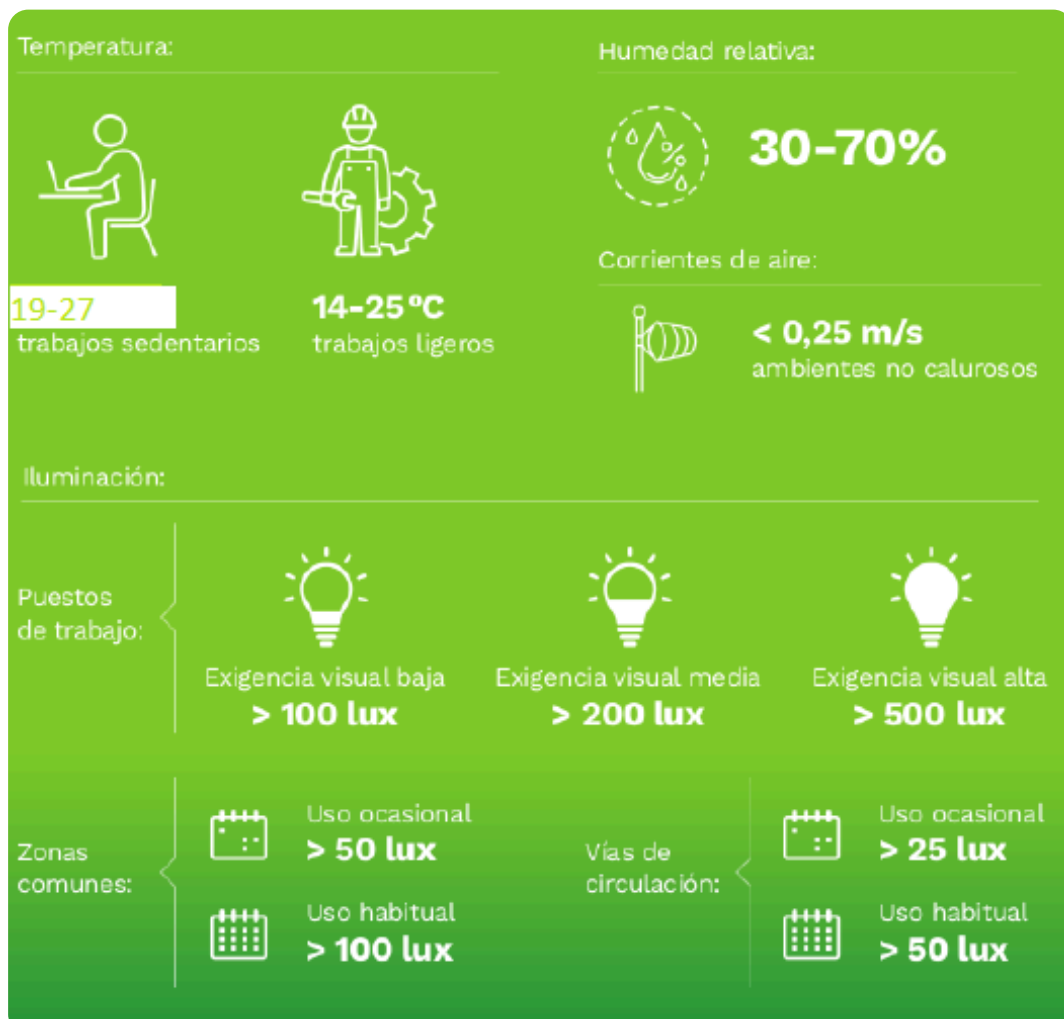 Temperatura:
19-27
trabajos sedentarios
14-25 ºC
trabajos ligeros
Humedad relativa:
30-70%
Corrientes de aire:
< 0,25 m/s
ambientes no calurosos
Iluminación:
Puestos
de trabajo:
Exigencia visual baja
> 100 lux
Exigencia visual media
> 200 lux
Exigencia visual alta
> 500 lux
Zonas
comunes:
Uso ocasional
> 50 lux
Uso habitual
> 100 lux
Vías de
circulación:
Uso ocasional
> 25 lux
Uso habitual
> 50 lux